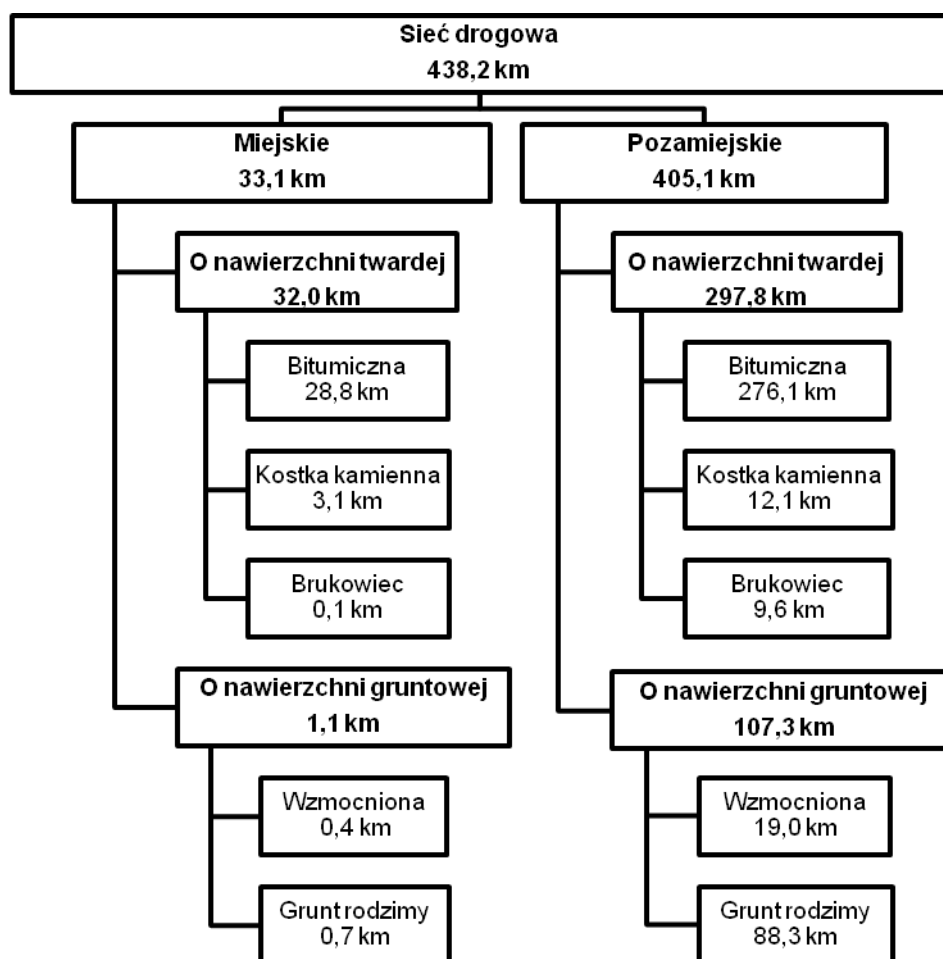 Sieć drogowa
438,2 km
Miejskie
33,1 km
O nawierzchni twardej
32,0 km
Bitumiczna
28,8 km
Kostka kamienna
3,1 km
Brukowiec
0,1 km
O nawierzchni gruntowej
1,1 km
Wzmocniona
0,4 km
Grunt rodzimy
0,7 km
Pozamiejskie
405,1 km
O nawierzchni twardej
297,8 km
Bitumiczna
276,1 km
Kostka kamienna
12,1 km
Brukowiec
9,6 km
O nawierzchni gruntowej
107,3 km
Wzmocniona
19,0 km
Grunt rodzimy
88,3 km